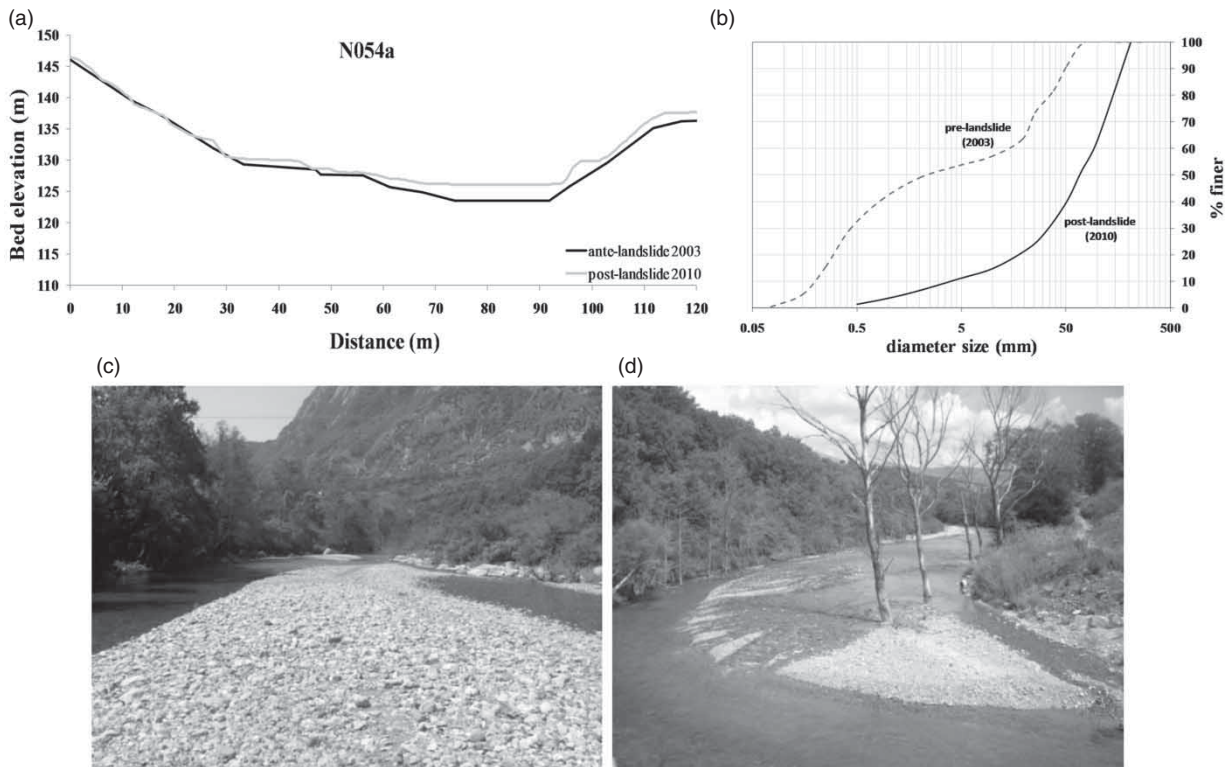 (a)
N054a
150
145
140
135
130
125
120
115
110
Bed elevation (m)
0 10 20 30 40 50 60 70 80 90 100 110 120
Distance (m)
ante-landslide 2003
post-landslide 2010
(b)
pre-landslide
(2003)
post-landslide
(2010)
100
90
80
70
60
50
40
30
20
10
0
% finer
0.05 0.5 5 50 500
diameter size (mm)
(c)
(d)